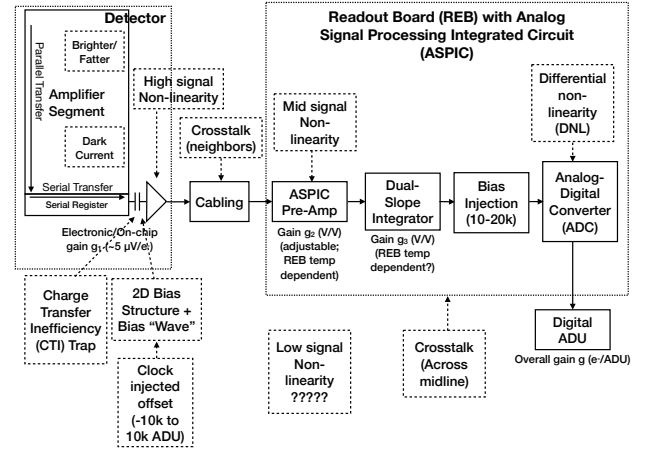 Detector
Parallel Transfer
Brighter/
Fatter
Amplifier
Segment
Dark
Current
Serial Transfer
Serial Register
Electronic/On-chip
gain g₁ (~5 μV/e-)
High signal
Non-linearity
Crosstalk
(neighbors)
Cabling
Charge
Transfer
Inefficiency
(CTI) Trap
2D Bias
Structure +
Bias “Wave”
Clock
injected
offset
(-10k to
10k ADU)
Readout Board (REB) with Analog
Signal Processing Integrated Circuit
(ASPIC)
Mid signal
Non-
linearity
ASPIC
Pre-Amp
Gain g₂ (V/V)
(adjustable;
REB temp
dependent)
Dual-
Slope
Integrator
Gain g₃ (V/V)
(REB temp
dependent?)
Bias
Injection
(10-20k)
Differential
non-
linearity
(DNL)
Analog-
Digital
Converter
(ADC)
Digital
ADU
Overall gain g (e-/ADU)
Low signal
Non-
linearity
?????
Crosstalk
(Across
midline)